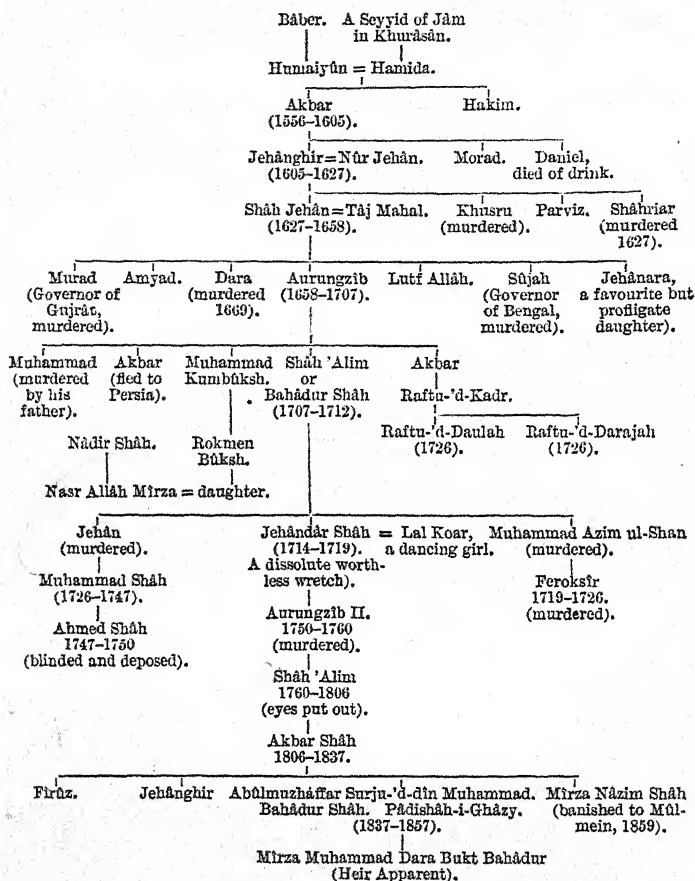 Bâber. A Seyyid of Jâm
in Khurâsân.
Humaiyûn = Hamida.
Akbar Hakim.
(1556–1605).
Jehânghir=Nûr Jehân. Morad. Daniel,
(1605–1627). died of drink.
Shâh Jehân=Tâj Mahal. Khusru Parviz. Shâhriar
(1627–1658). (murdered). (murdered
1627).
Murad Amyad. Dara Aurungzîb Lutf Allâh. Sûjah Jehânara,
(Governor of (murdered (1658–1707). (Governor a favourite but
Gujrât, 1669). of Bengal, profligate
murdered). murdered). daughter).
Muhammad Akbar Muhammad Shâh 'Alim Akbar
(murdered (fled to Kumbûksh. or Raftu-'d-Kadr.
by his Persia). Bahâdur Shâh
father). (1707–1712). Raftu-'d-Daulah Raftu-'d-Darajah
Nâdir Shâh. Rokmen (1726). (1726).
Bûksh.
Nasr Allâh Mîrza = daughter.
Jehân Jehândâr Shâh = Lal Koar, Muhammad Azim ul-Shan
(murdered). (1714–1719). a dancing girl. (murdered).
A dissolute worth-
Muhammad Shâh less wretch). Feroksîr
(1726–1747). 1719–1726.
Aurungzîb II. (murdered).
Ahmed Shâh 1750–1760
1747–1750 (murdered).
(blinded and deposed).
Shâh 'Alim
1760–1806
(eyes put out).
Akbar Shâh
1806–1837.
Fìrûz. Jehânghir Abûlmuzháffar Surju-'d-dîn Muhammad. Mîrza Nâzim Shâh
Bahâdur Shâh. Pâdishâh-i-Ghâzy. (banished to Mûl-
(1837–1857). mein, 1859).
Mîrza Muhammad Dara Bukt Bahâdur
(Heir Apparent).